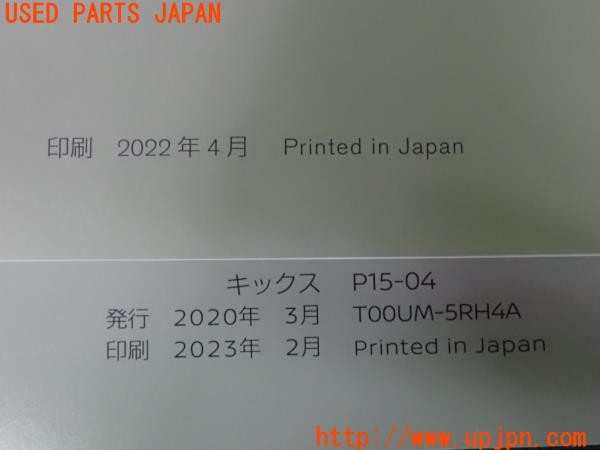 USED PARTS JAPAN
印刷 2022年4月 Printed in Japan
キックス P15-04
発行 2020年 3月 T00UM-5RH4A
印刷 2023年 2月 Printed in Japan
http://www.upjpn.com/